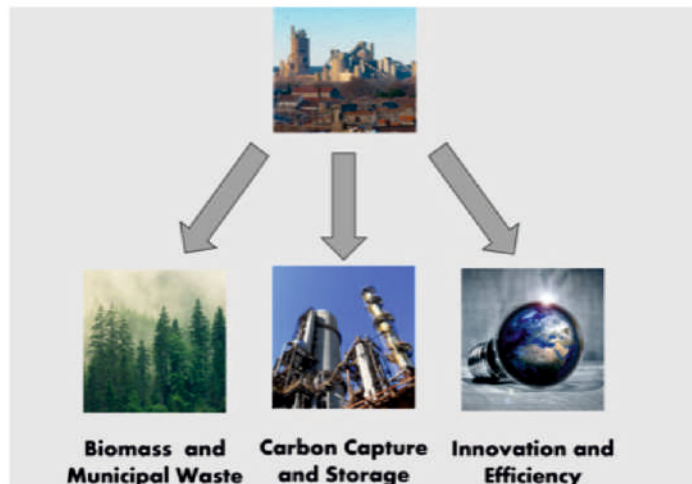 Biomass and
Municipal Waste
Carbon Capture
and Storage
Innovation and
Efficiency